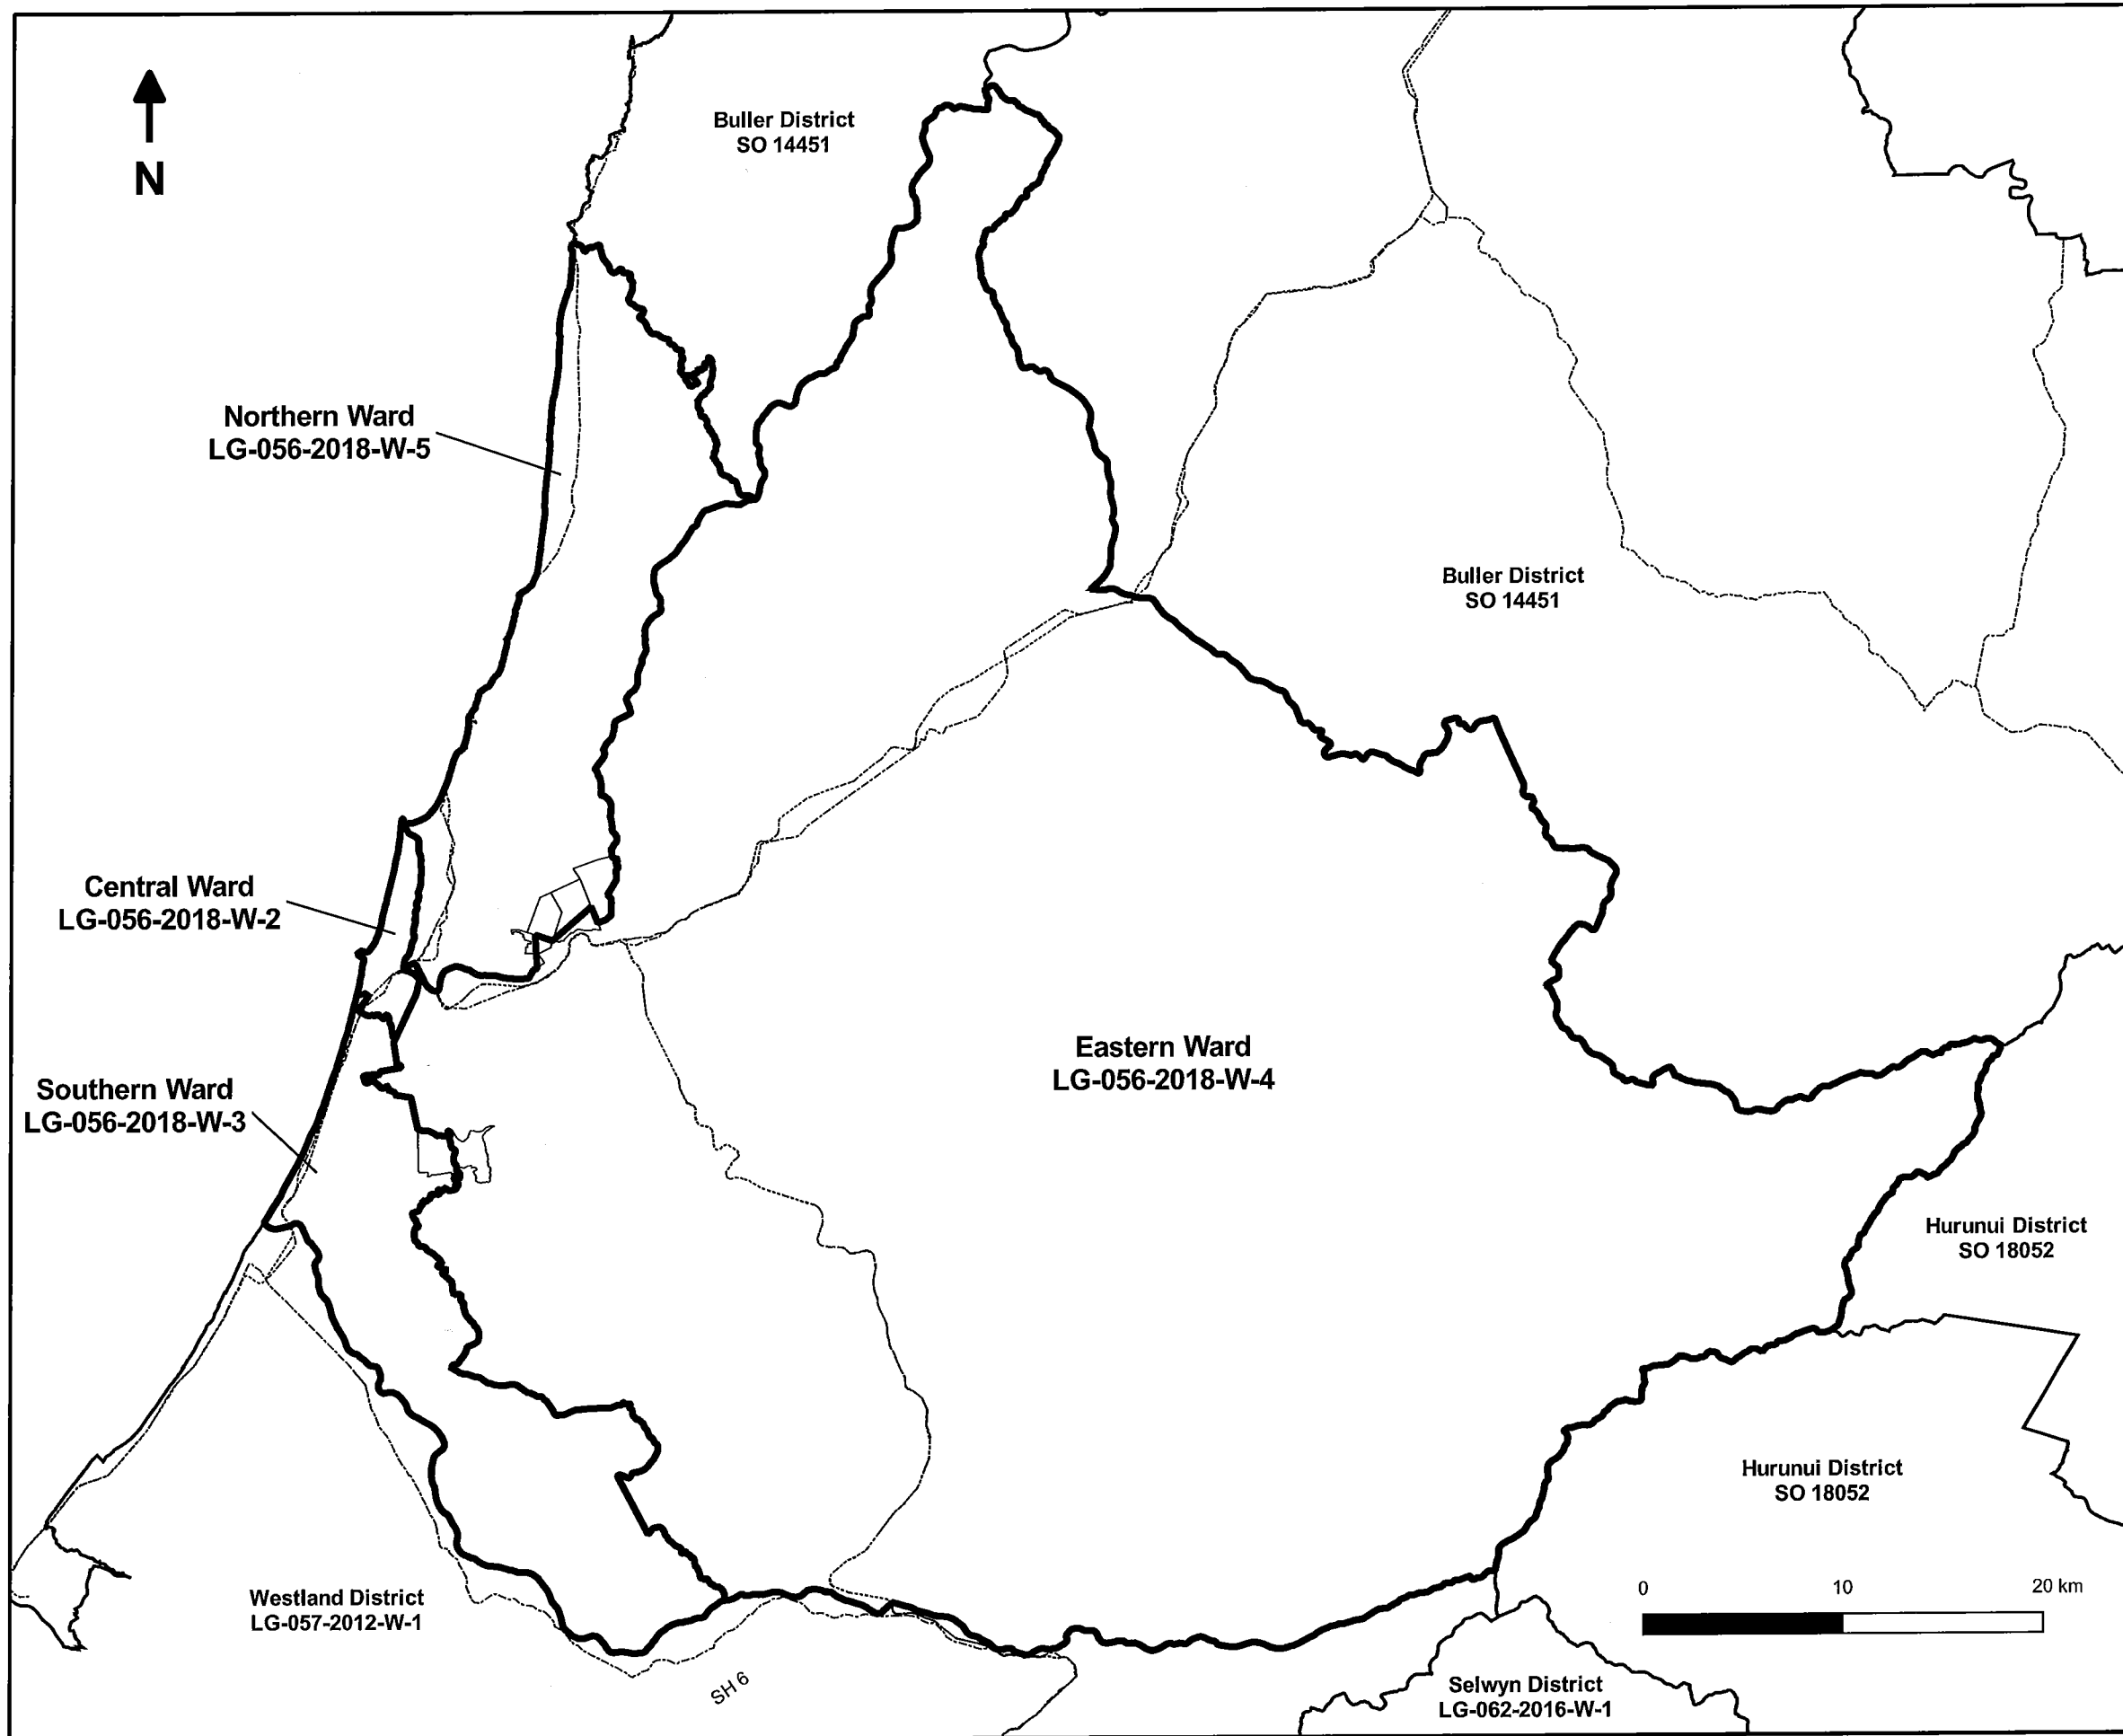 N
Buller District
SO 14451
Northern Ward
LG-056-2018-W-5
Buller District
SO 14451
Central Ward
LG-056-2018-W-2
Eastern Ward
LG-056-2018-W-4
Southern Ward
LG-056-2018-W-3
Hurunui District
SO 18052
Hurunui District
SO 18052
Westland District
LG-057-2012-W-1
0 10 20 km
SH 6
Selwyn District
LG-062-2016-W-1